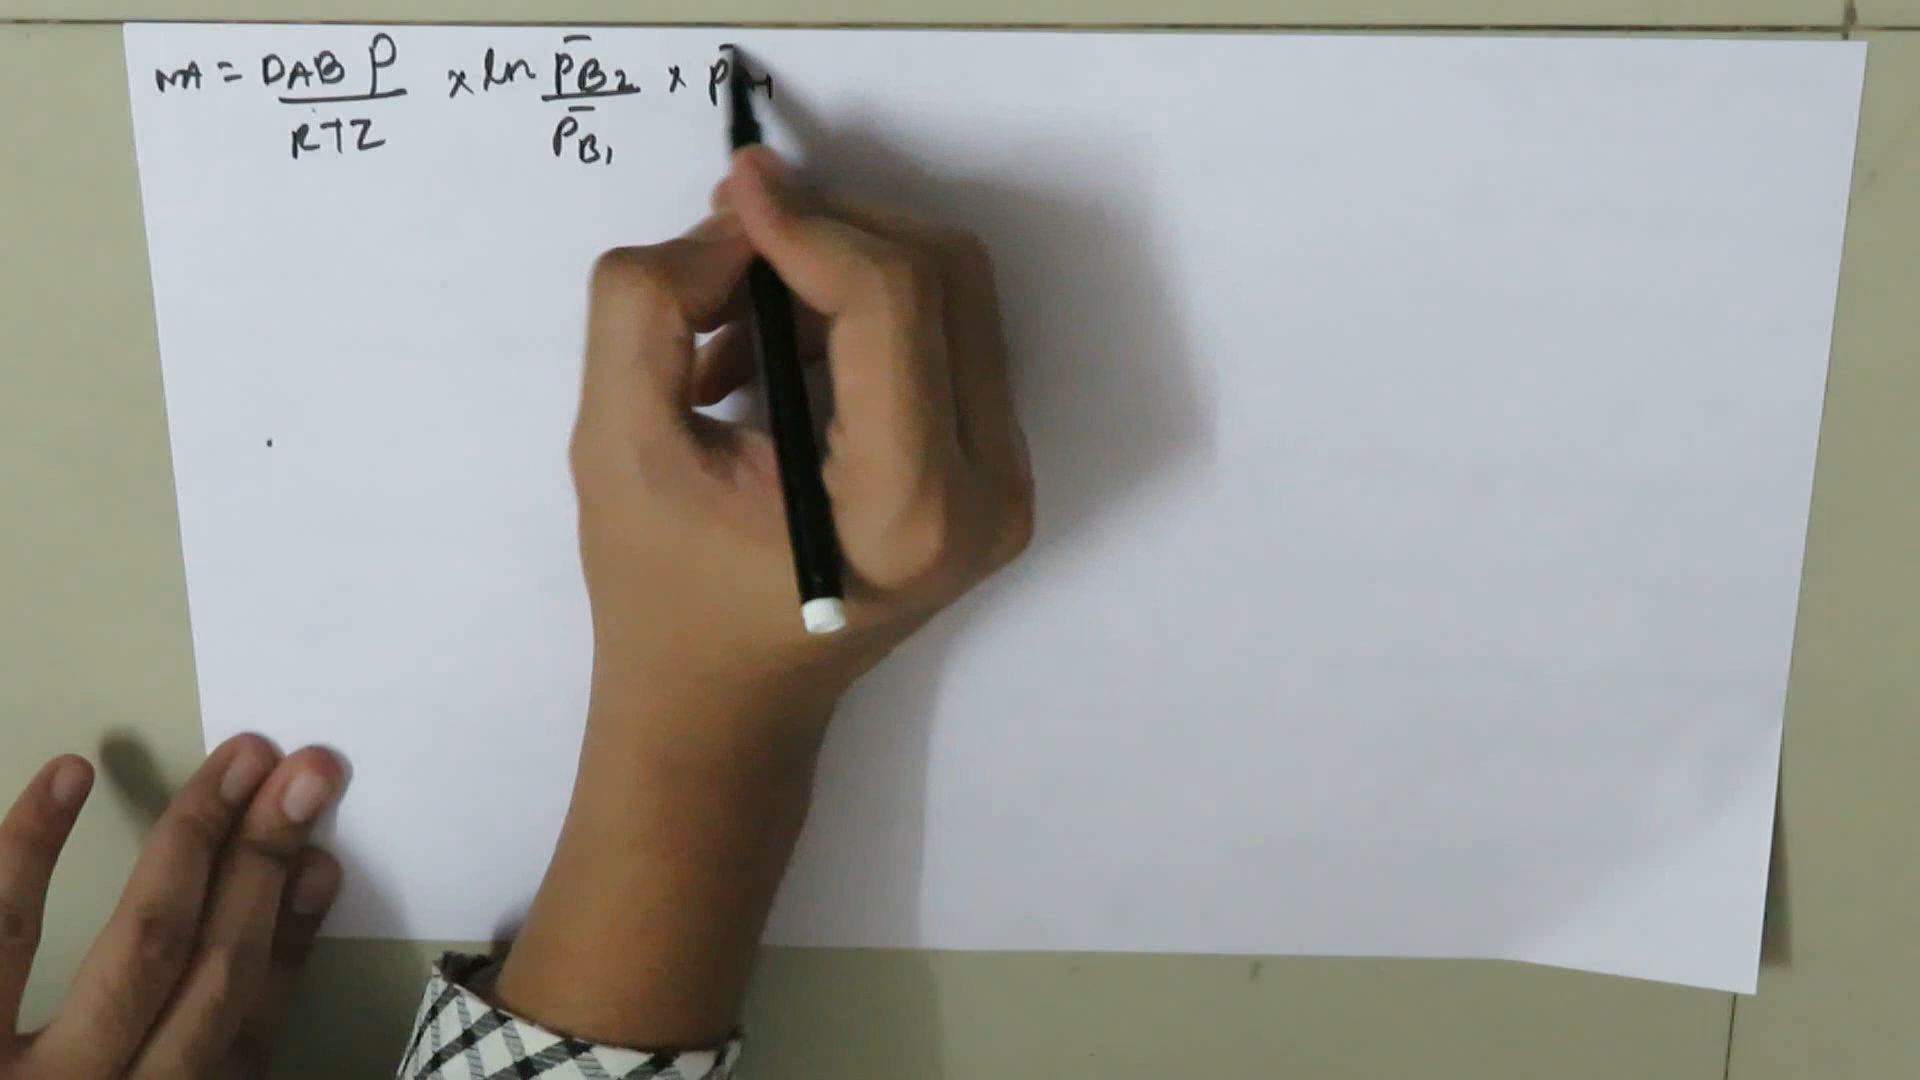 NA = DAB P / RTZ × ln P̄B2 / P̄B1 × P̄